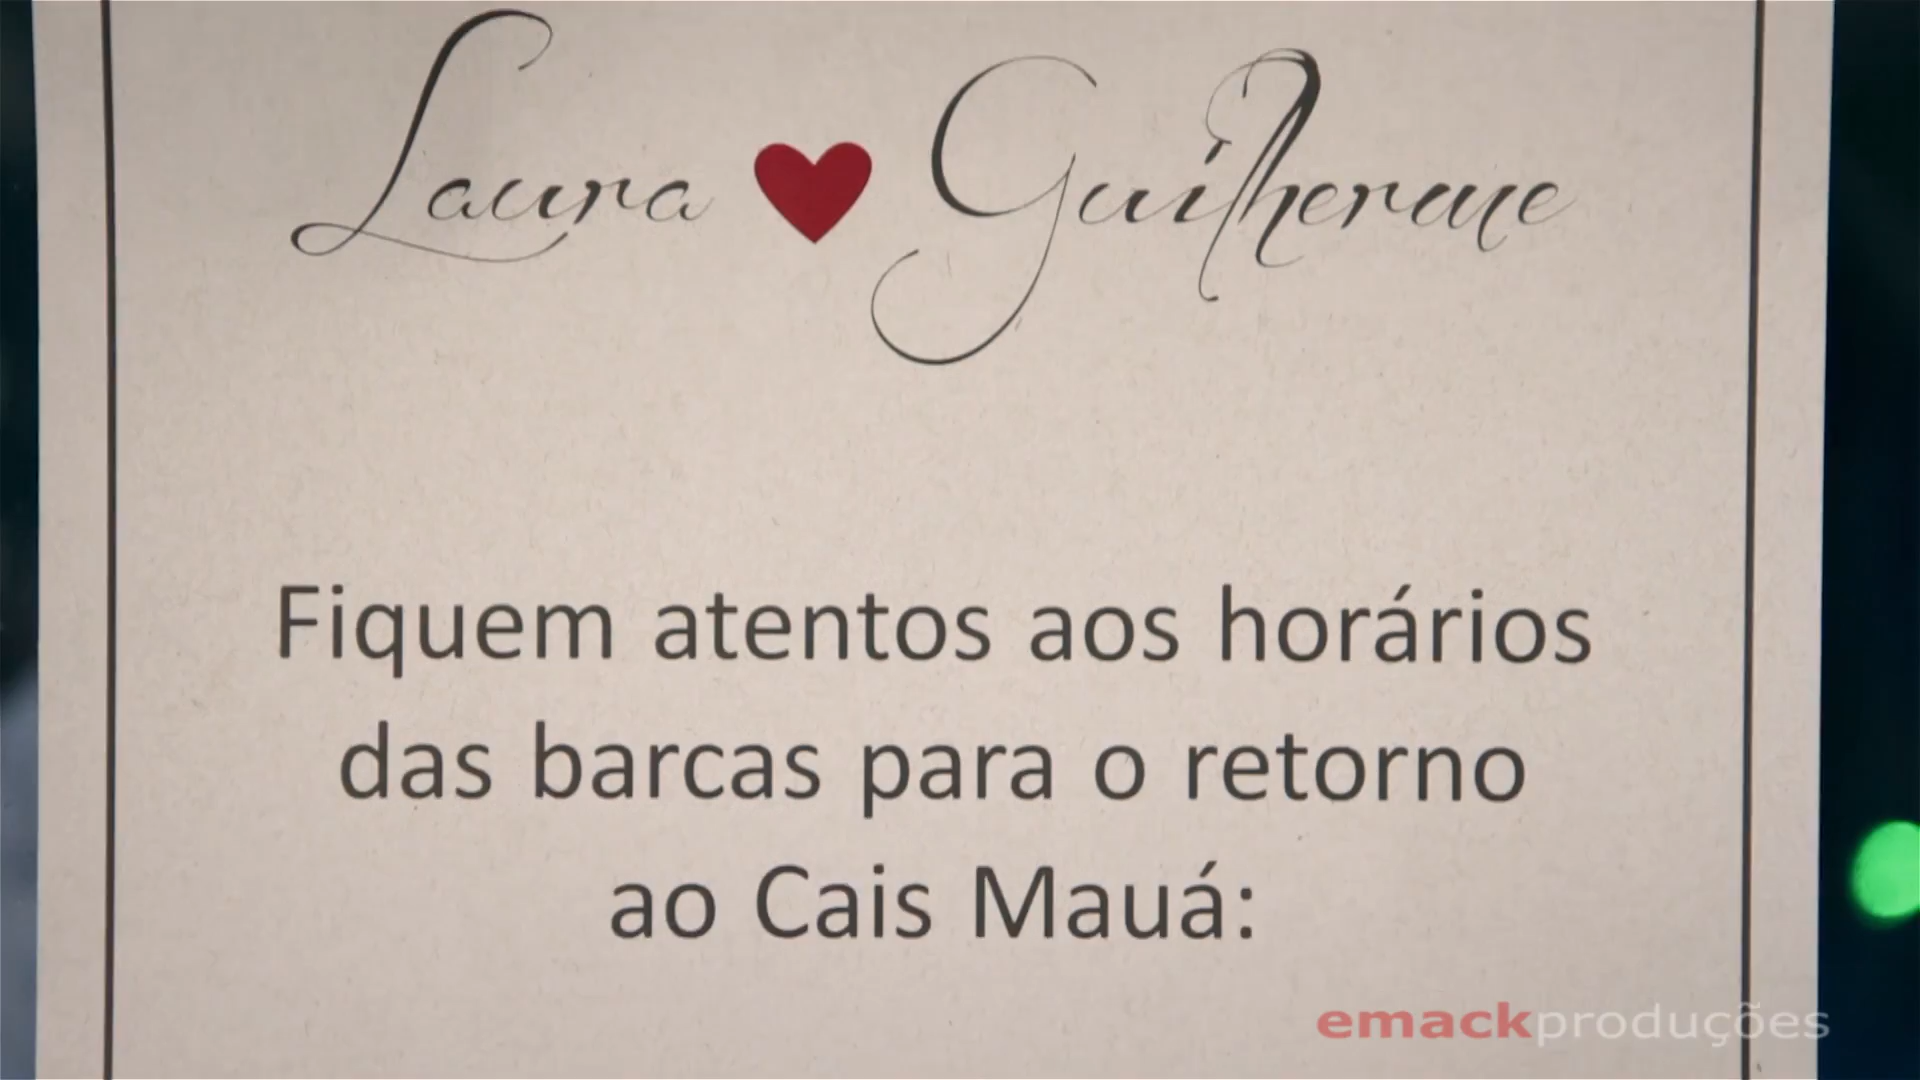 Laura Guilherme
Fiquem atentos aos horários
das barcas para o retorno
ao Cais Mauá:
emackproduções